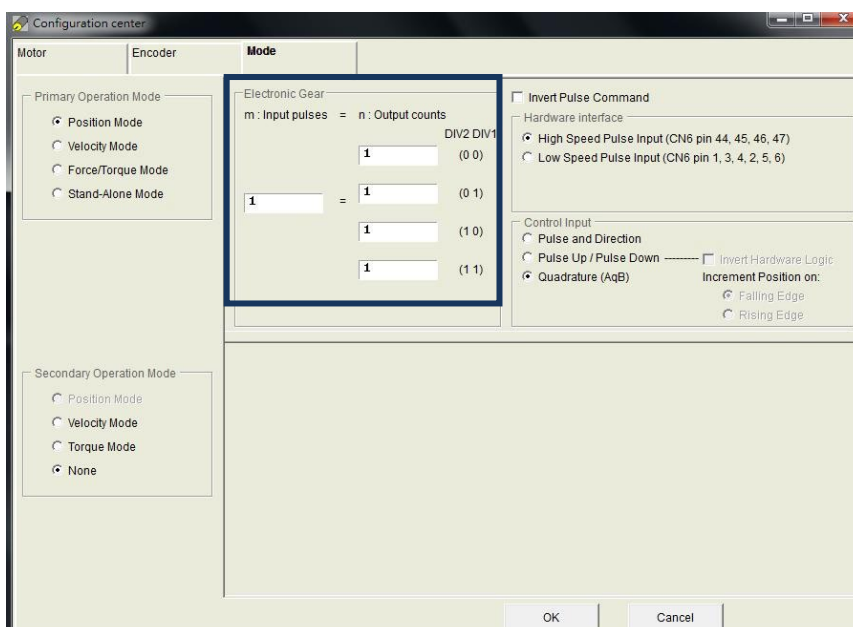 Configuration center
Motor
Encoder
Mode
Primary Operation Mode
Position Mode
Velocity Mode
Force/Torque Mode
Stand-Alone Mode
Secondary Operation Mode
Position Mode
Velocity Mode
Torque Mode
None
Electronic Gear
m : Input pulses = n : Output counts
DIV2 DIV1
1 (0 0)
1 = 1 (0 1)
1 (1 0)
1 (1 1)
Invert Pulse Command
Hardware interface
High Speed Pulse Input (CN6 pin 44, 45, 46, 47)
Low Speed Pulse Input (CN6 pin 1, 3, 4, 2, 5, 6)
Control Input
Pulse and Direction
Pulse Up / Pulse Down --------- Invert Hardware Logic
Quadrature (AqB) Increment Position on:
Falling Edge
Rising Edge
OK
Cancel